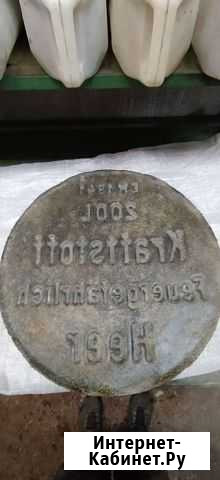 200L
Kraftstoff
Feuergefährlich
Heer
Интернет-
Кабинет.Ру